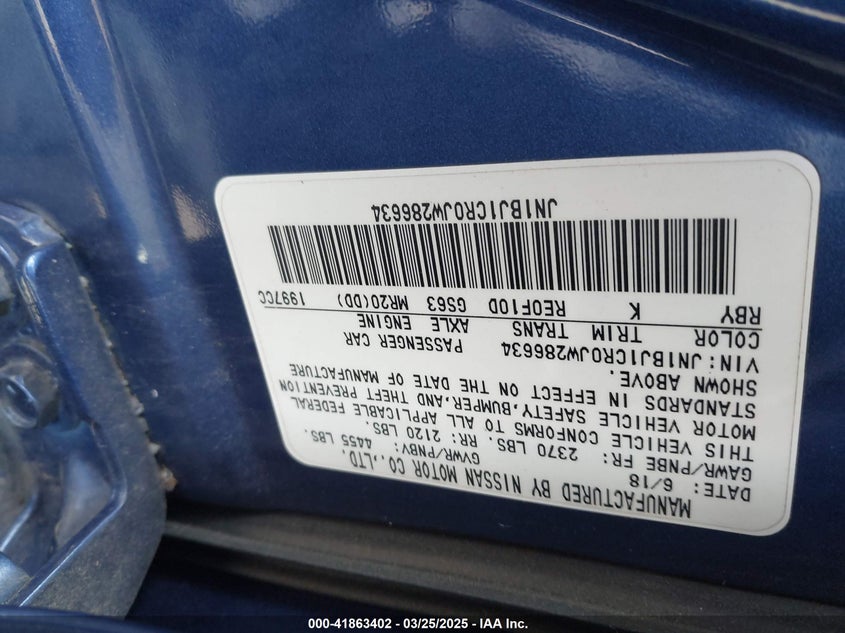 MANUFACTURED BY NISSAN MOTOR CO.,LTD.
DATE: 6/18 GVWR/PNBV: 4455 LBS.
GAWR/PNBE FR: 2370 LBS. RR: 2120 LBS.
THIS VEHICLE CONFORMS TO ALL APPLICABLE FEDERAL
MOTOR VEHICLE SAFETY,BUMPER,AND THEFT PREVENTION
STANDARDS IN EFFECT ON THE DATE OF MANUFACTURE
SHOWN ABOVE.
VIN:JN1BJ1CR0JW286634 PASSENGER CAR
COLOR TRIM TRANS AXLE ENGINE
RBY K RE0F10D GS63 MR20(DD) 1997CC
JN1BJ1CR0JW286634
000-41863402 - 03/25/2025 - IAA Inc.